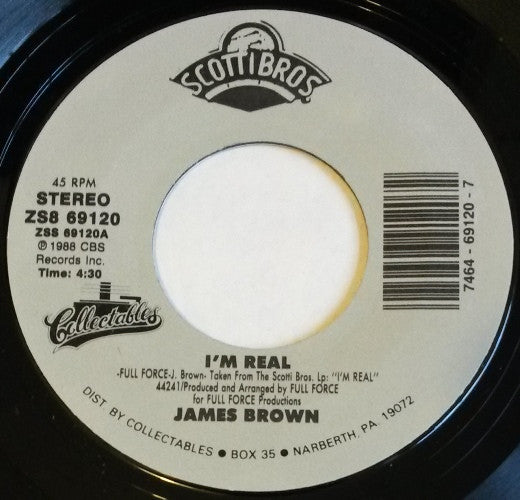 SCOTTI BROS.
45 RPM
STEREO
ZS8 69120
ZSS 69120A
℗ 1988 CBS
Records Inc.
Time: 4:30
Collectables
7464 - 69120 - 7
I'M REAL
-FULL FORCE-J. Brown- Taken From The Scotti Bros. Lp: "I'M REAL"
44241/Produced and Arranged by FULL FORCE
for FULL FORCE Productions
JAMES BROWN
DIST. BY COLLECTABLES • BOX 35 • NARBERTH, PA. 19072